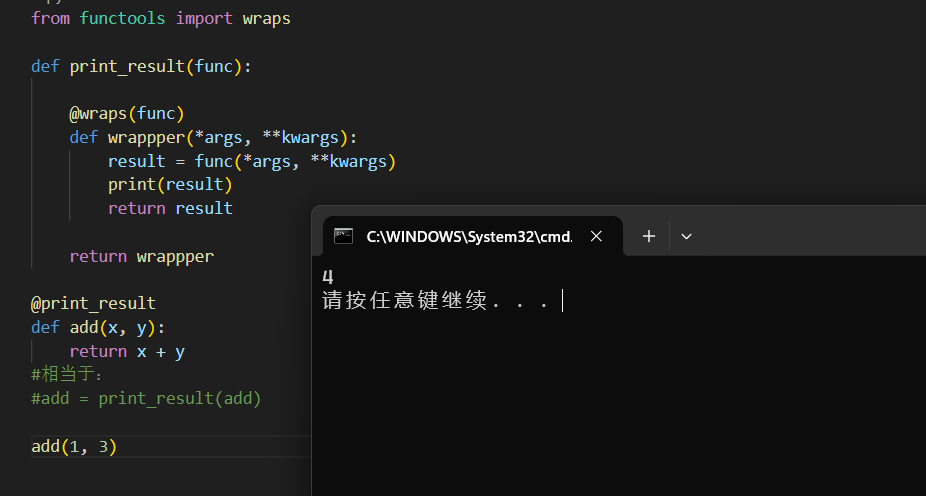 from functools import wraps
def print_result(func):
@wraps(func)
def wrappper(*args, **kwargs):
result = func(*args, **kwargs)
print(result)
return result
return wrappper
@print_result
def add(x, y):
return x + y
#相当于:
#add = print_result(add)
add(1, 3)
C:\WINDOWS\System32\cmd.
4
请按任意键继续. . .